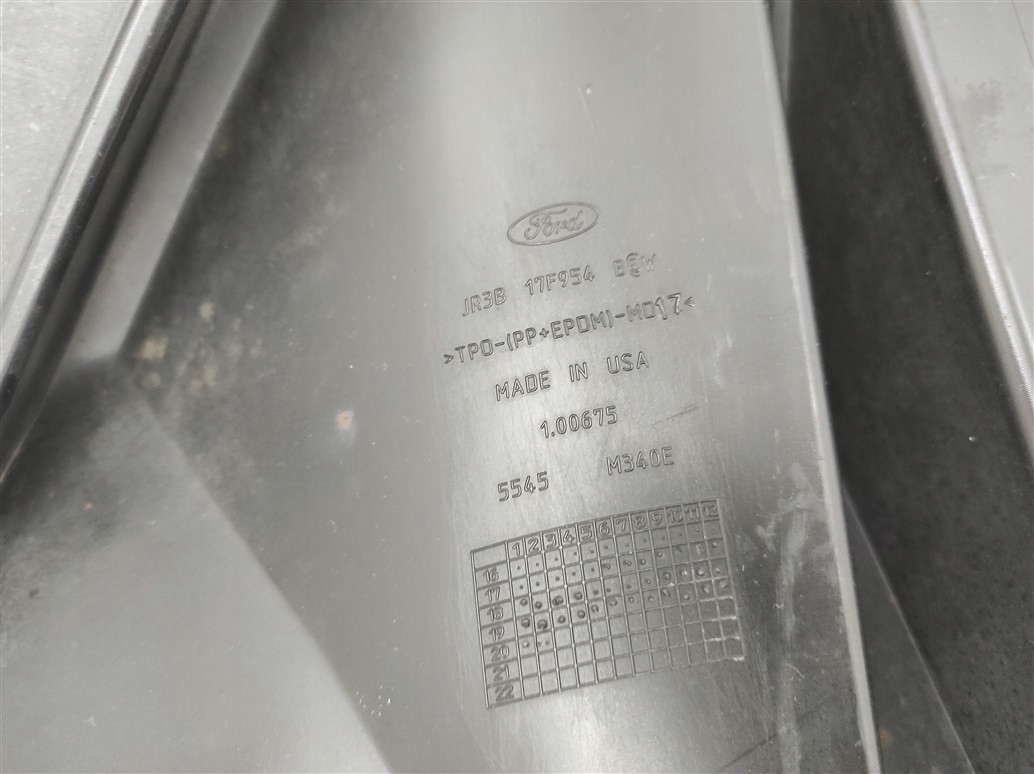 Ford
JR3B 17F954 BEW
>TPO-(PP+EPDM)-MD17<
MADE IN USA
1.00675
5545 M340E
1 2 3 4 5 6 7 8 9 10 11 12
16
17
18
19
20
21
22